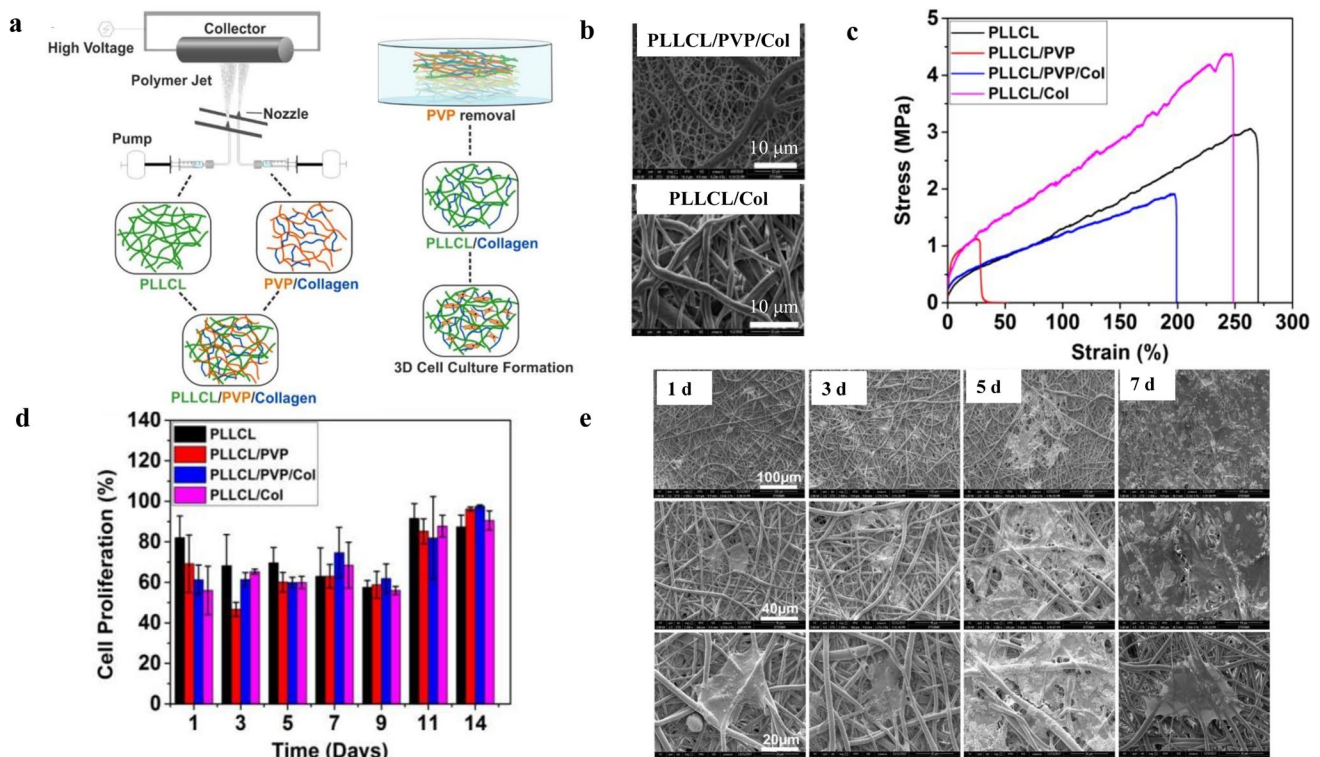 a
Collector
High Voltage
Polymer Jet
Nozzle
Pump
PLLCL
PVP/Collagen
PLLCL/PVP/Collagen
PVP removal
PLLCL/Collagen
3D Cell Culture Formation
b
PLLCL/PVP/Col
10 μm
PLLCL/Col
10 μm
c
PLLCL
PLLCL/PVP
PLLCL/PVP/Col
PLLCL/Col
Stress (MPa)
5
4
3
2
1
0
0 50 100 150 200 250 300
Strain (%)
d
PLLCL
PLLCL/PVP
PLLCL/PVP/Col
PLLCL/Col
Cell Proliferation (%)
140
120
100
80
60
40
20
0
1 3 5 7 9 11 14
Time (Days)
e
1 d 3 d 5 d 7 d
100μm
40μm
20μm